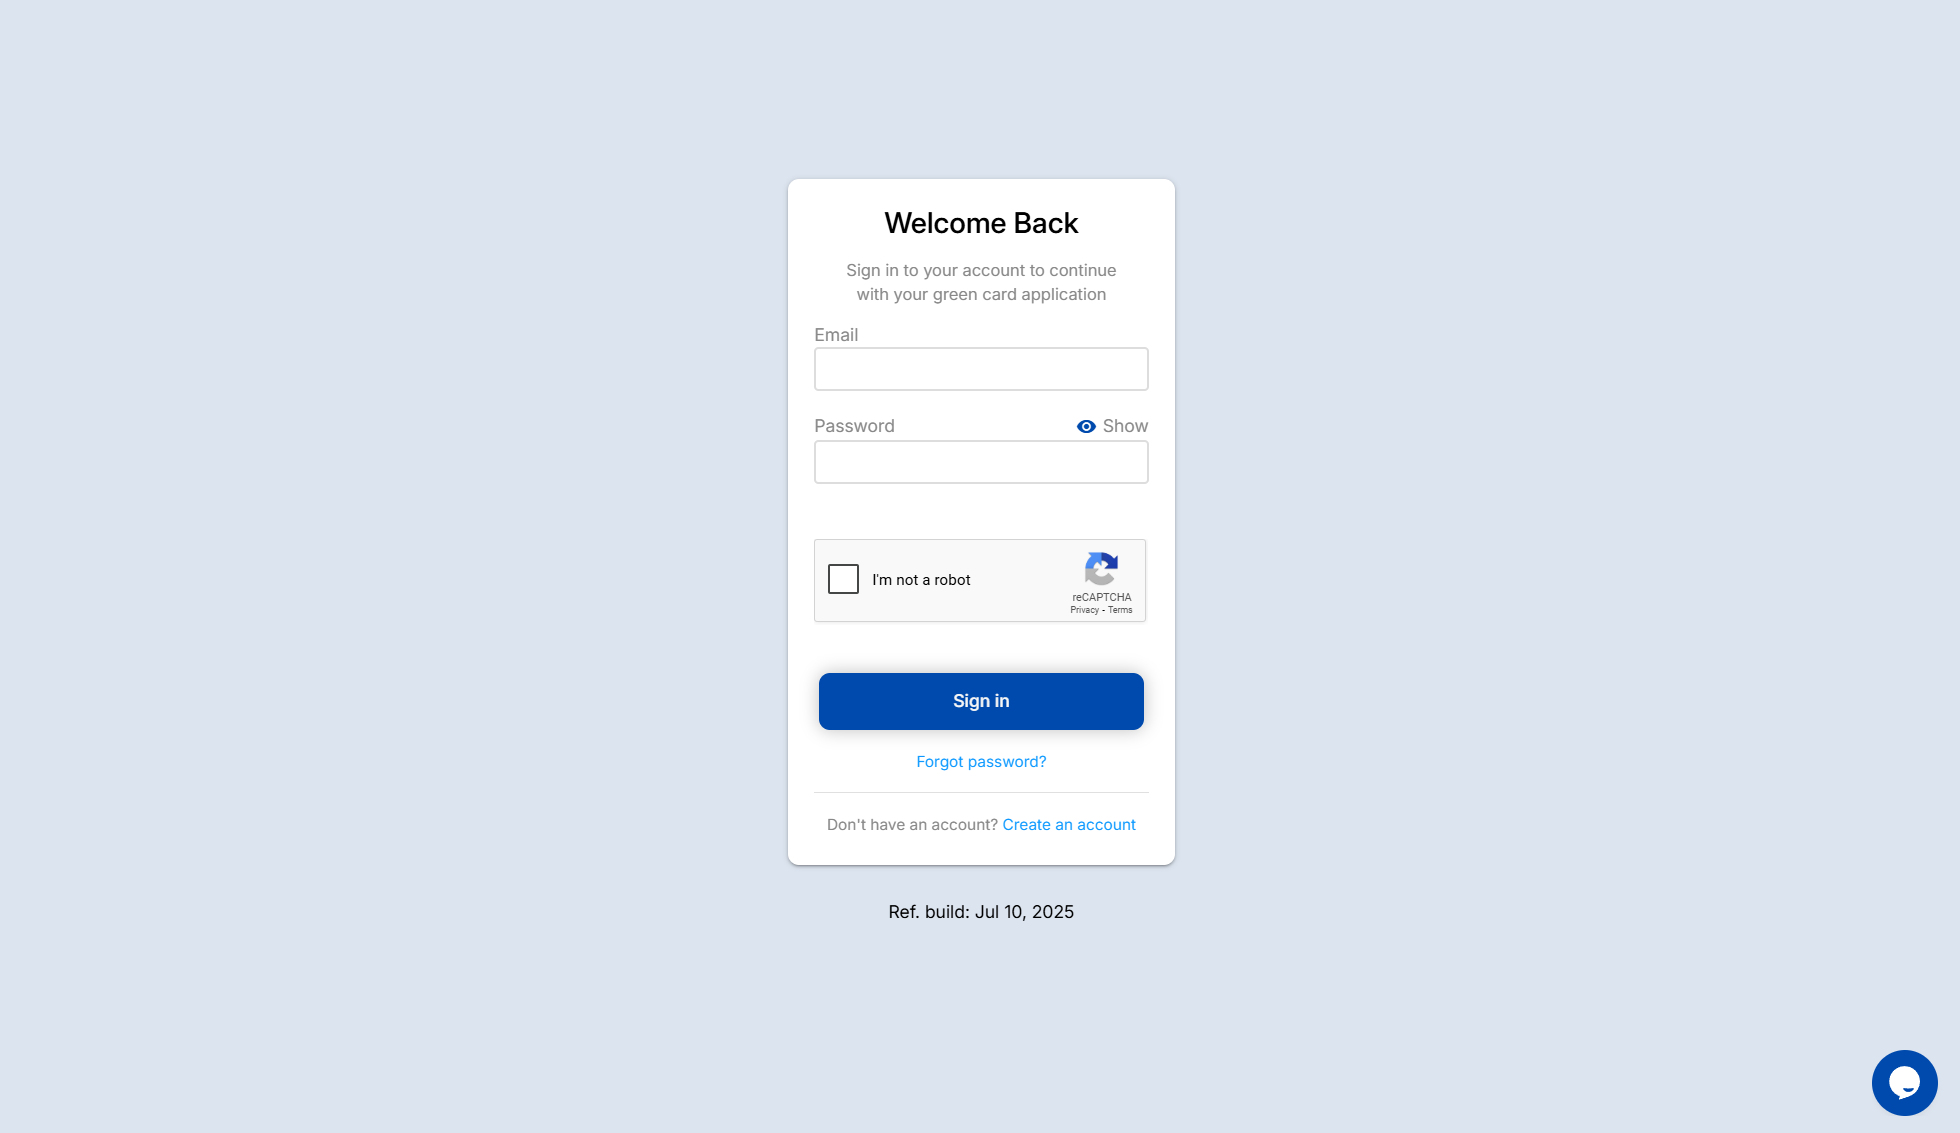 Welcome Back
Sign in to your account to continue
with your green card application
Email
Password
Show
I'm not a robot
reCAPTCHA
Privacy - Terms
Sign in
Forgot password?
Don't have an account? Create an account
Ref. build: Jul 10, 2025